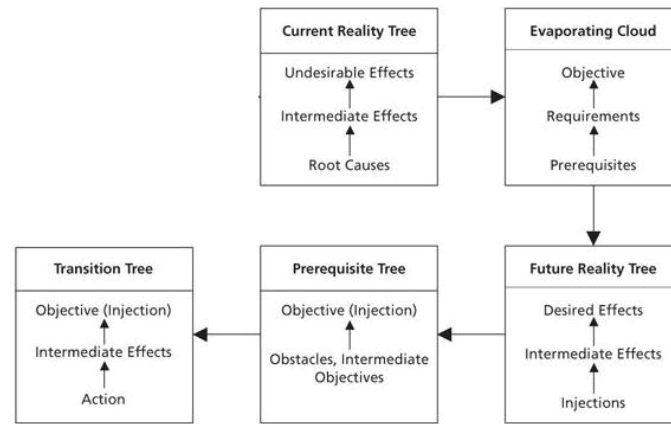 Current Reality Tree
Undesirable Effects
Intermediate Effects
Root Causes
Evaporating Cloud
Objective
Requirements
Prerequisites
Transition Tree
Objective (Injection)
Intermediate Effects
Action
Prerequisite Tree
Objective (Injection)
Obstacles, Intermediate
Objectives
Future Reality Tree
Desired Effects
Intermediate Effects
Injections